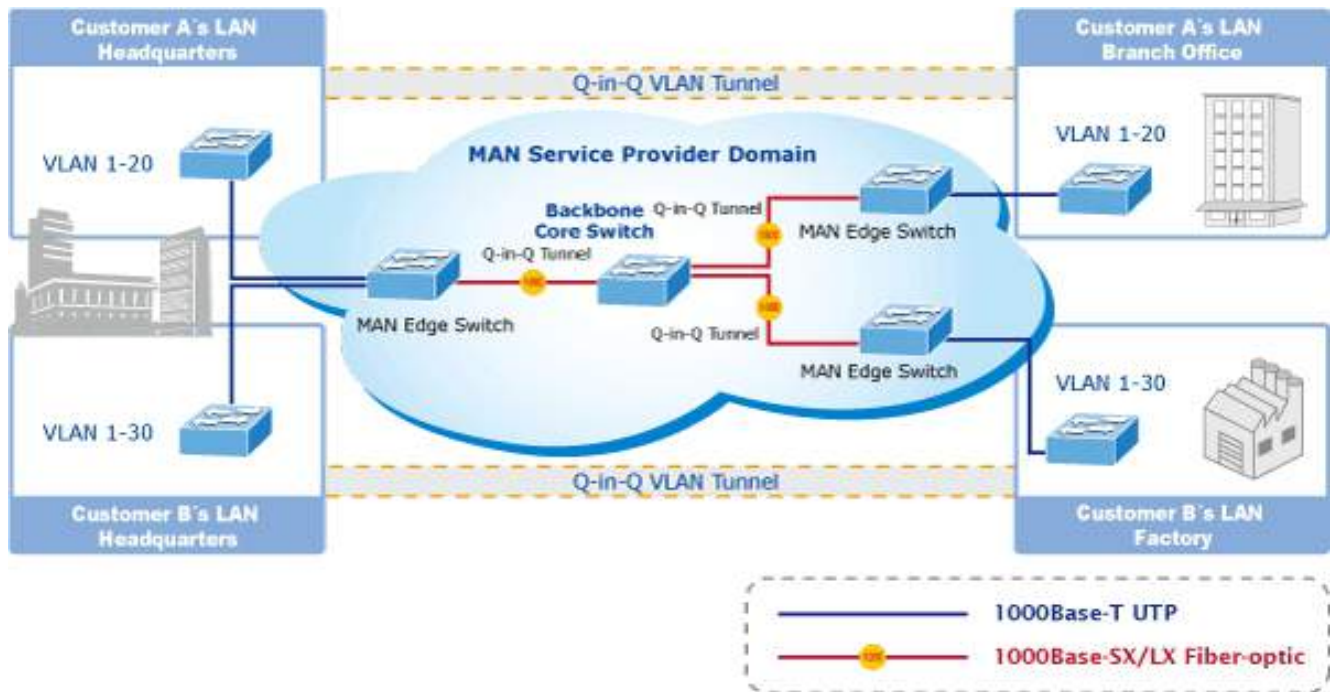 Customer A's LAN
Headquarters
Customer A's LAN
Branch Office
Q-in-Q VLAN Tunnel
VLAN 1-20
MAN Service Provider Domain
VLAN 1-20
Backbone
Core Switch
Q-in-Q Tunnel
MAN Edge Switch
Q-in-Q Tunnel
MAN Edge Switch
Q-in-Q Tunnel
MAN Edge Switch
VLAN 1-30
VLAN 1-30
Q-in-Q VLAN Tunnel
Customer B's LAN
Headquarters
Customer B's LAN
Factory
1000Base-T UTP
1000Base-SX/LX Fiber-optic